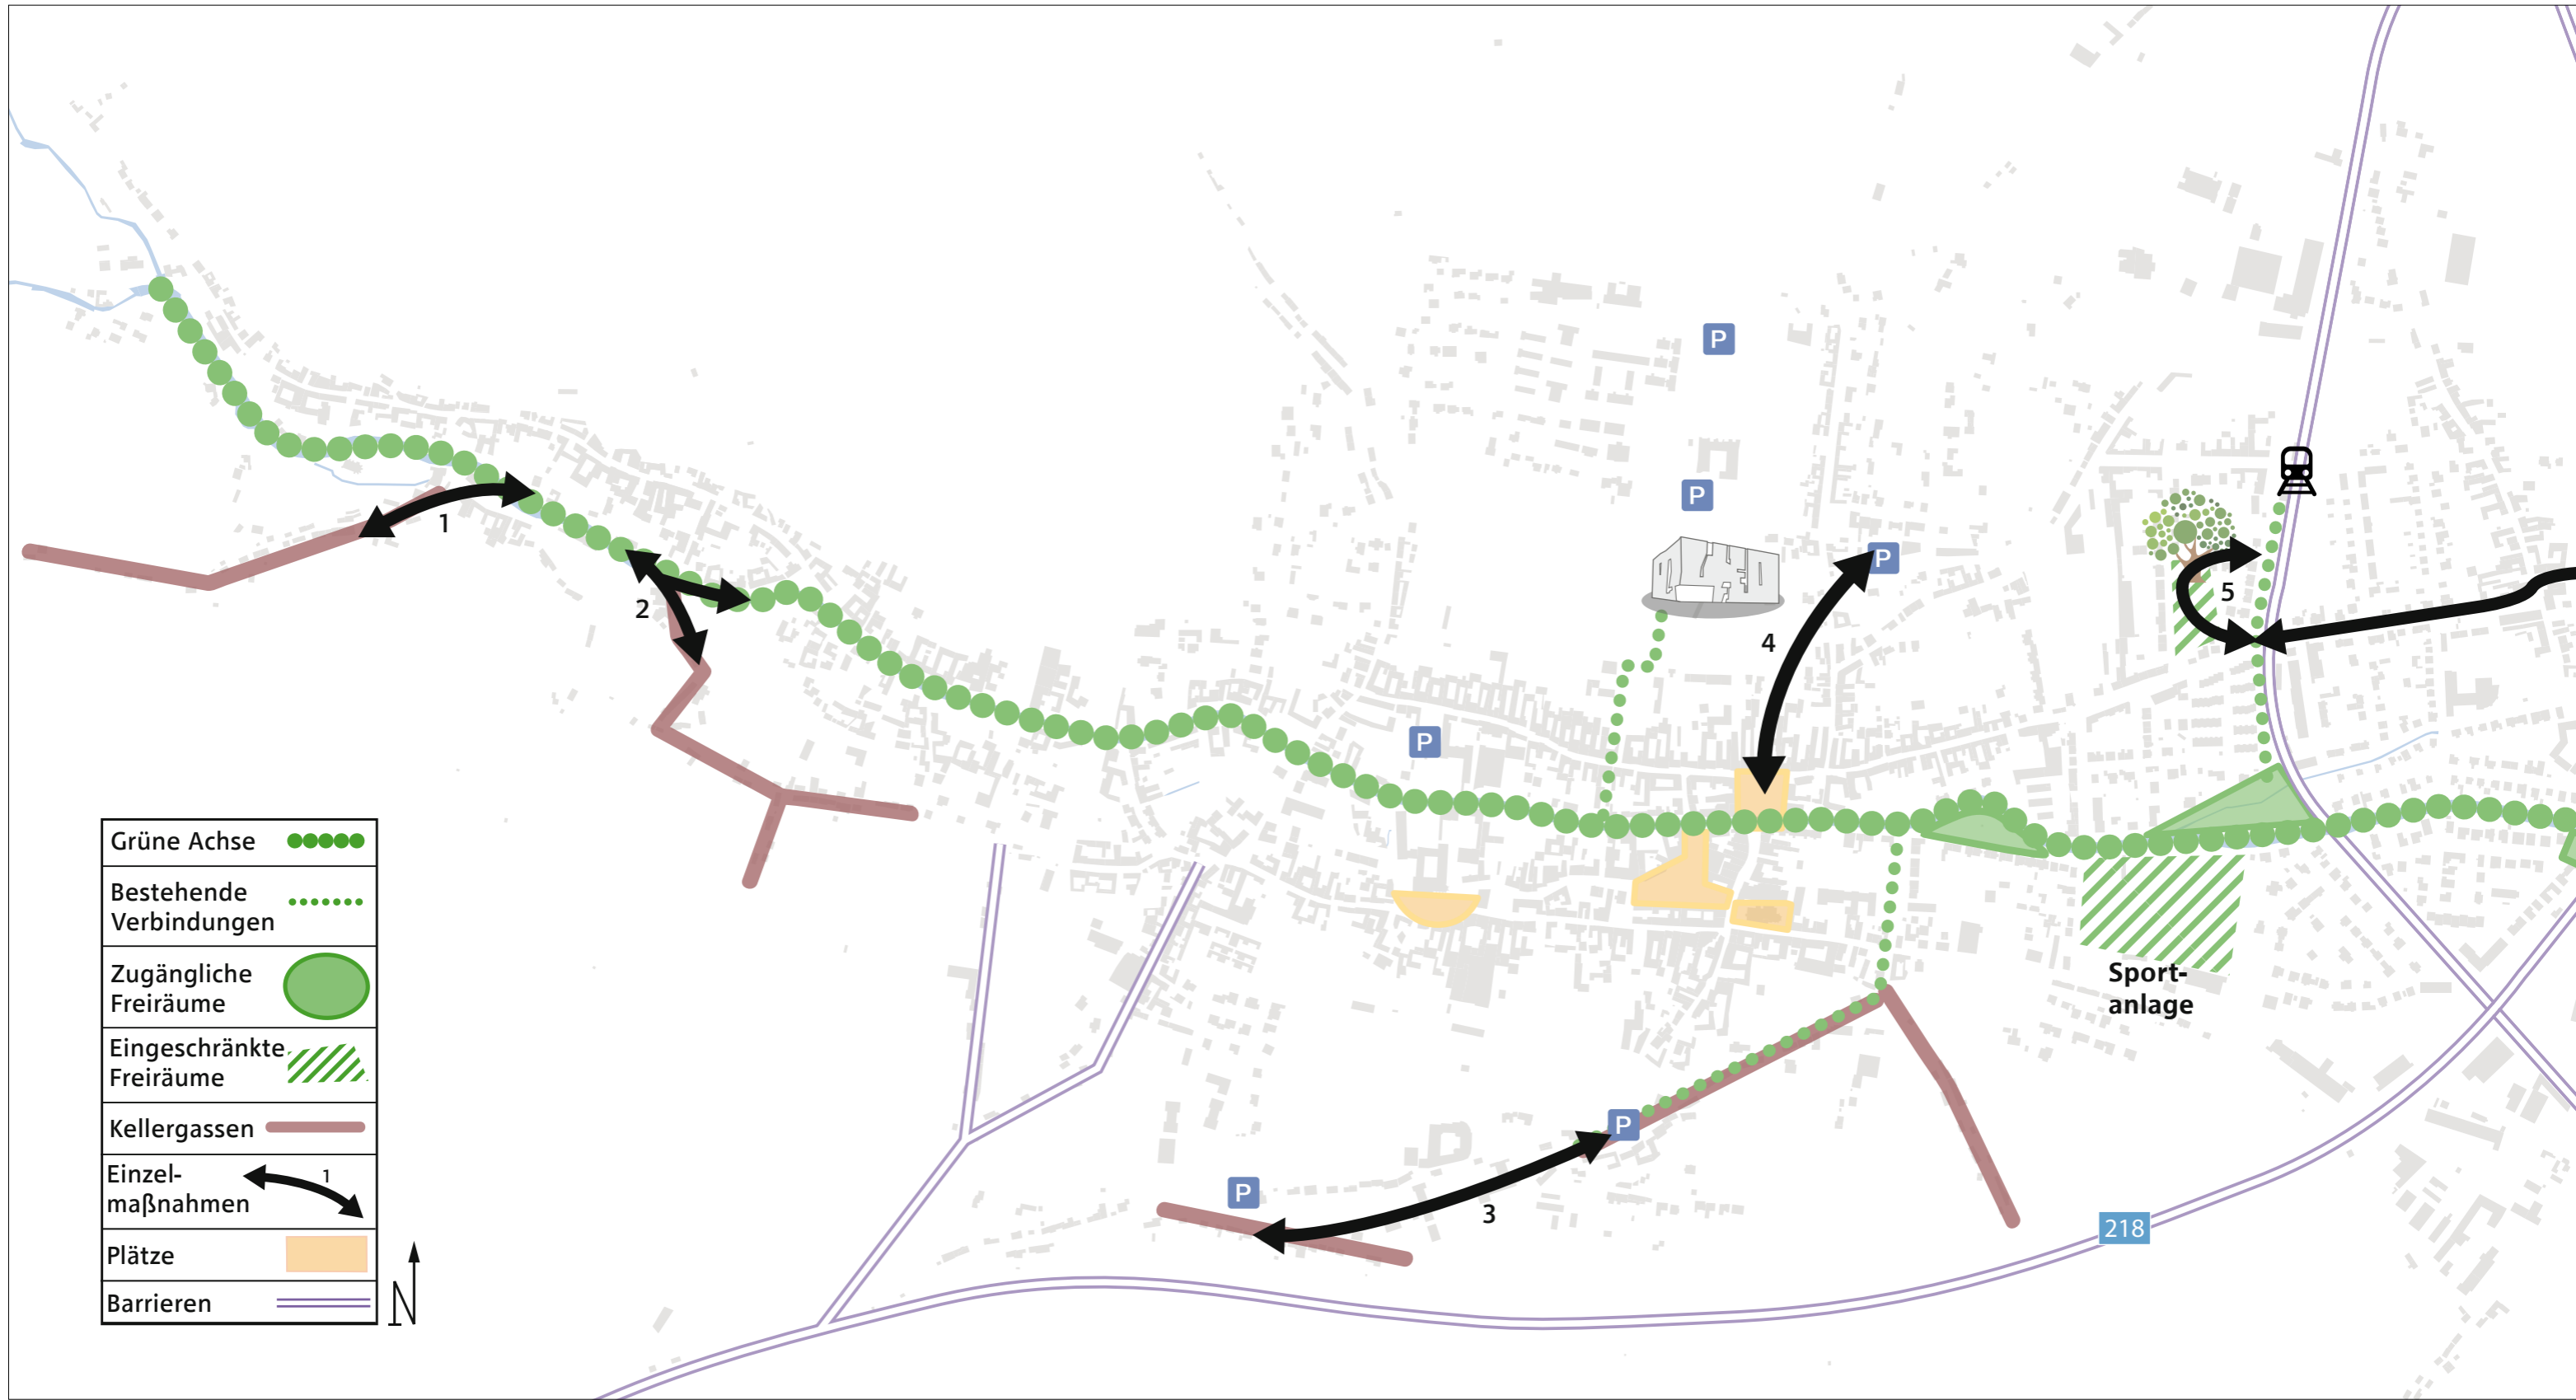 P
P
P
P
P
P
1
2
3
4
5
218
Sport-
anlage
Grüne Achse
Bestehende
Verbindungen
Zugängliche
Freiräume
Eingeschränkte
Freiräume
Kellergassen
Einzel-
maßnahmen
1
Plätze
Barrieren
N